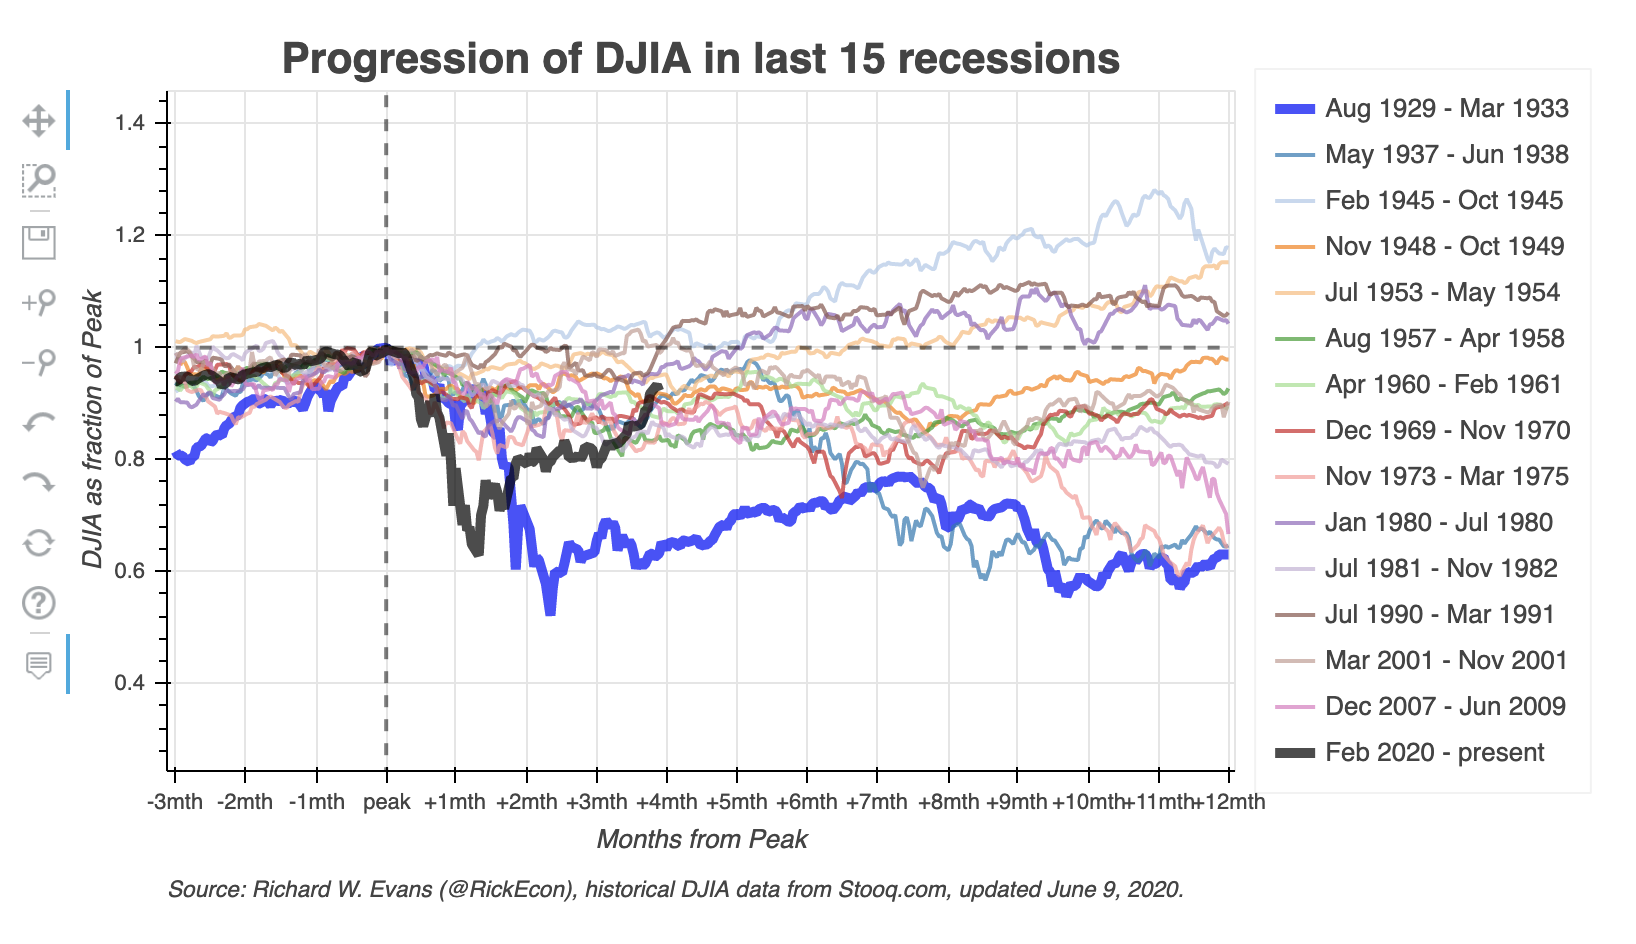 Progression of DJIA in last 15 recessions
1.4
1.2
1
0.8
0.6
0.4
DJIA as fraction of Peak
-3mth -2mth -1mth peak +1mth +2mth +3mth +4mth +5mth +6mth +7mth +8mth +9mth +10mth +11mth +12mth
Months from Peak
Aug 1929 - Mar 1933
May 1937 - Jun 1938
Feb 1945 - Oct 1945
Nov 1948 - Oct 1949
Jul 1953 - May 1954
Aug 1957 - Apr 1958
Apr 1960 - Feb 1961
Dec 1969 - Nov 1970
Nov 1973 - Mar 1975
Jan 1980 - Jul 1980
Jul 1981 - Nov 1982
Jul 1990 - Mar 1991
Mar 2001 - Nov 2001
Dec 2007 - Jun 2009
Feb 2020 - present
Source: Richard W. Evans (@RickEcon), historical DJIA data from Stooq.com, updated June 9, 2020.